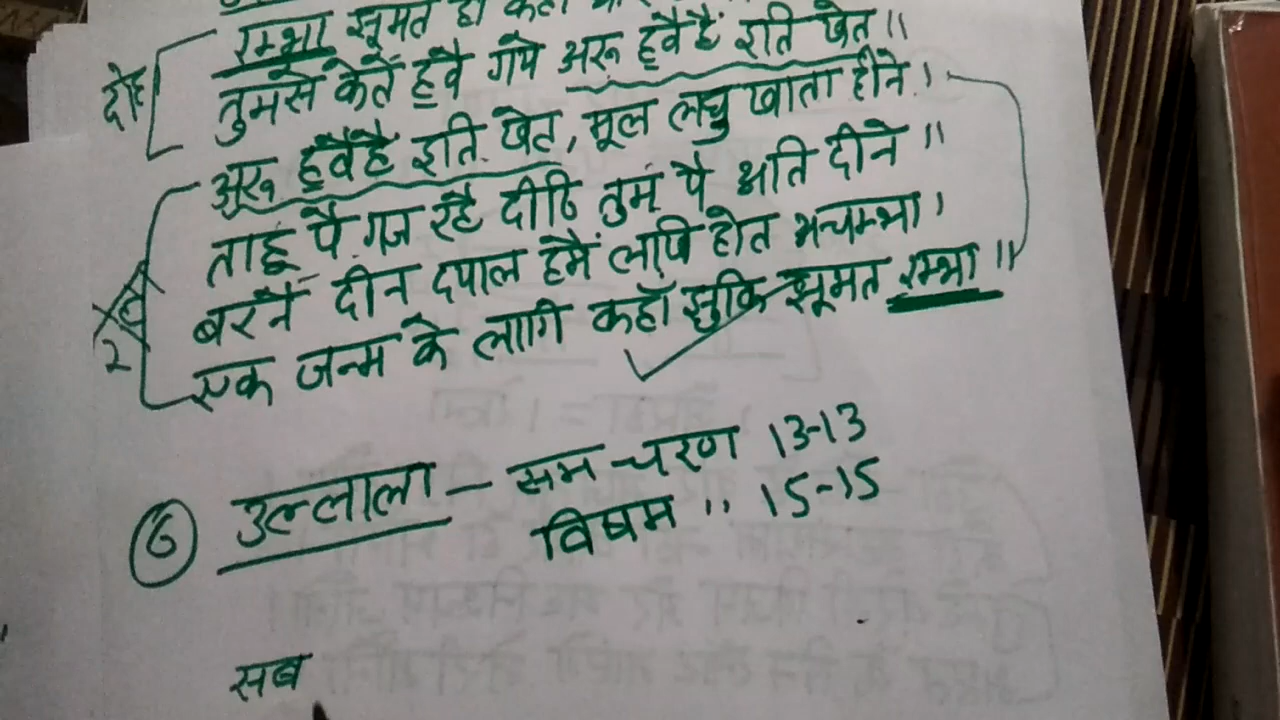 रम्भा झूमत हौ कहा
तुमसे केते ह्वै गये अरू ह्वैहै इति खेत॥
दोहा
अरू ह्वैहै इति खेत, मूल लघु खाता हीने।
ताहू पै गज रहै दीठि तुम पै अति दीने॥
बरनै दीन दयाल हमै लखि होत अचम्भा।
एक जन्म के लागि कहाँ झुकि झूमत रम्भा॥
२
⑥ उल्लाला — सम चरण 13-13
विषम " 15-15
सब